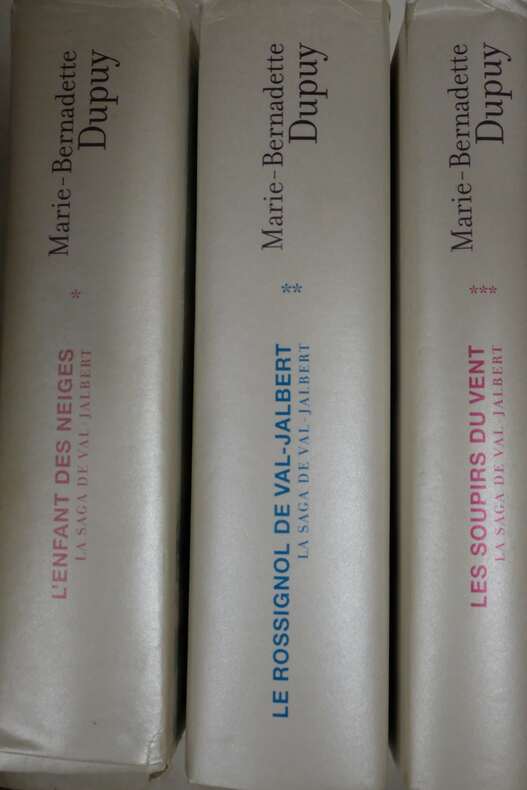 Marie-Bernadette
Dupuy
*
L'ENFANT DES NEIGES
LA SAGA DE VAL-JALBERT
Marie-Bernadette
Dupuy
**
LE ROSSIGNOL DE VAL-JALBERT
LA SAGA DE VAL-JALBERT
Marie-Bernadette
Dupuy
***
LES SOUPIRS DU VENT
LA SAGA DE VAL-JALBERT